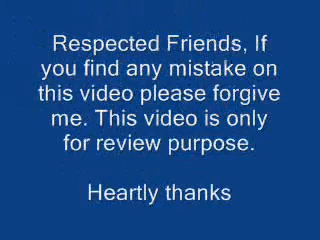 Respected Friends, If
you find any mistake on
this video please forgive
me. This video is only
for review purpose.
Heartly thanks